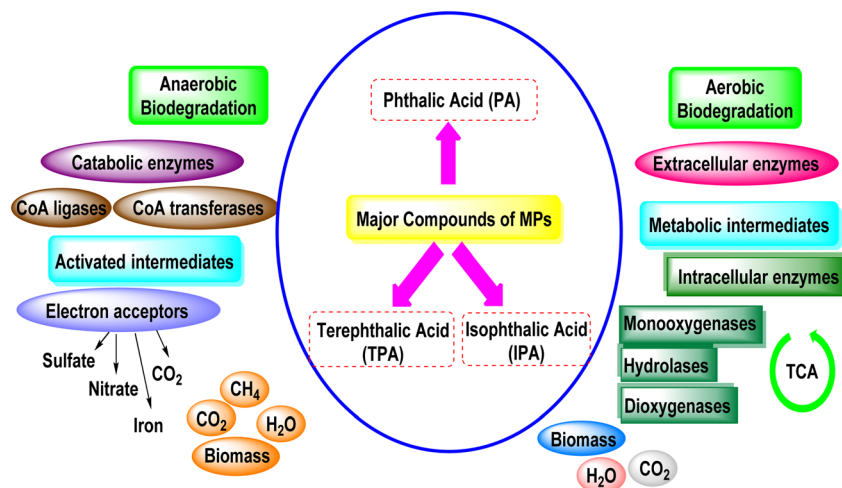 Anaerobic
Biodegradation
Catabolic enzymes
CoA ligases
CoA transferases
Activated intermediates
Electron acceptors
Sulfate
Nitrate
Iron
CO₂
CH₄
CO₂
H₂O
Biomass
Phthalic Acid (PA)
Major Compounds of MPs
Terephthalic Acid
(TPA)
Isophthalic Acid
(IPA)
Aerobic
Biodegradation
Extracellular enzymes
Metabolic intermediates
Intracellular enzymes
Monooxygenases
Hydrolases
Dioxygenases
TCA
Biomass
H₂O
CO₂